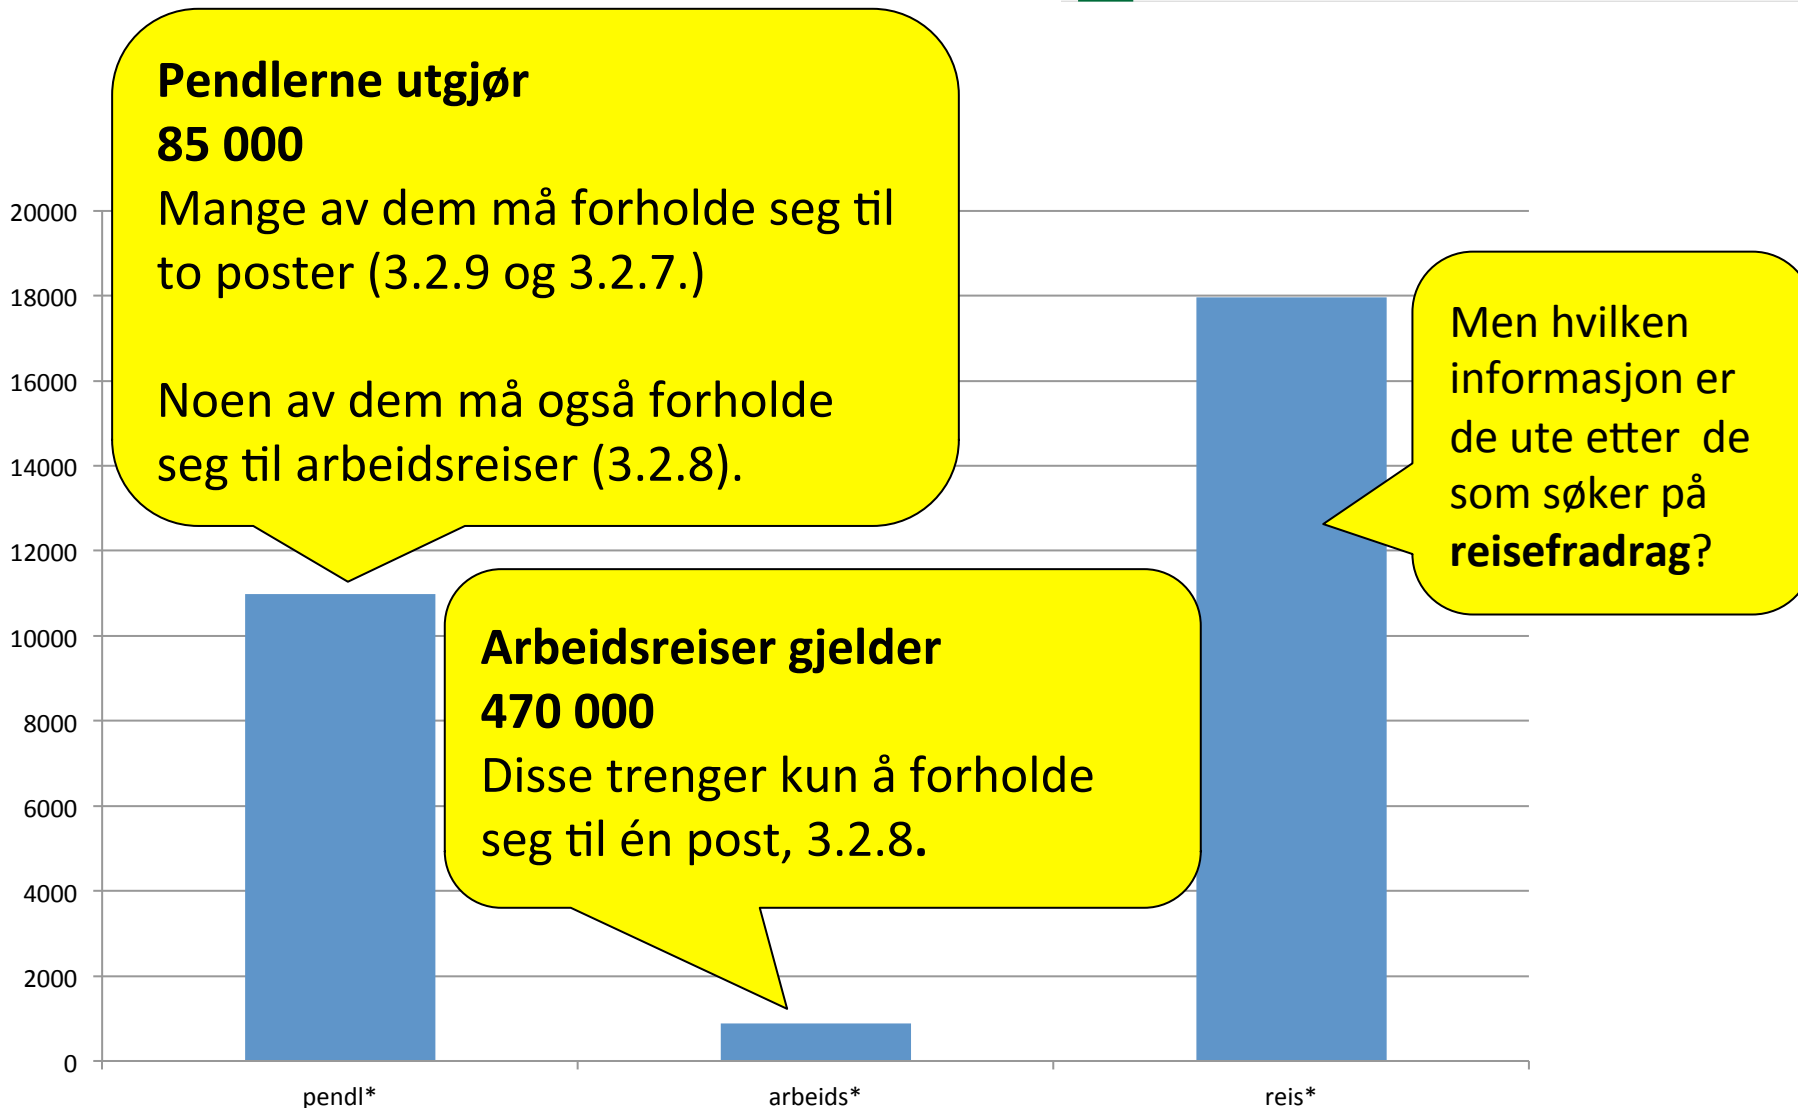 Pendlerne utgjør
85 000
Mange av dem må forholde seg til
to poster (3.2.9 og 3.2.7.)
Noen av dem må også forholde
seg til arbeidsreiser (3.2.8).
Men hvilken
informasjon er
de ute etter de
som søker på
reisefradrag?
Arbeidsreiser gjelder
470 000
Disse trenger kun å forholde
seg til én post, 3.2.8.
20000
18000
16000
14000
12000
10000
8000
6000
4000
2000
0
pendl*
arbeids*
reis*